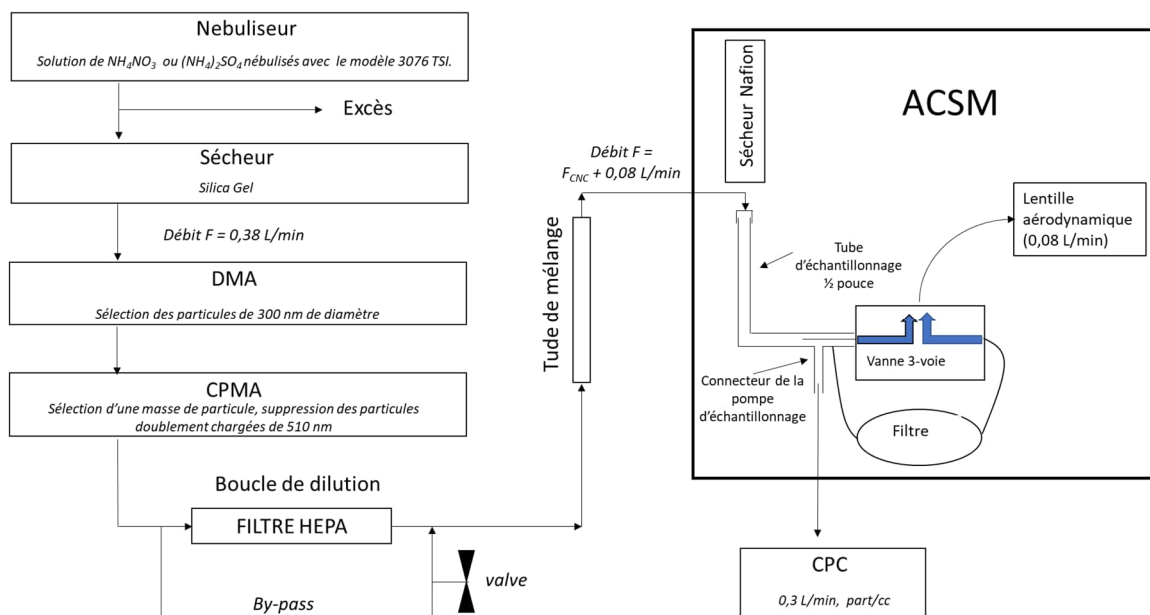 Nebuliseur
Solution de NH₄NO₃ ou (NH₄)₂SO₄ nébulisés avec le modèle 3076 TSI.
Excès
Sécheur
Silica Gel
Débit F = 0,38 L/min
DMA
Sélection des particules de 300 nm de diamètre
CPMA
Sélection d’une masse de particule, suppression des particules
doublement chargées de 510 nm
Boucle de dilution
FILTRE HEPA
valve
By-pass
Tude de mélange
Débit F =
F_CNC + 0,08 L/min
ACSM
Sécheur Nafion
Tube
d’échantillonnage
½ pouce
Lentille
aérodynamique
(0,08 L/min)
Vanne 3-voie
Connecteur de la
pompe
d’échantillonnage
Filtre
CPC
0,3 L/min, part/cc